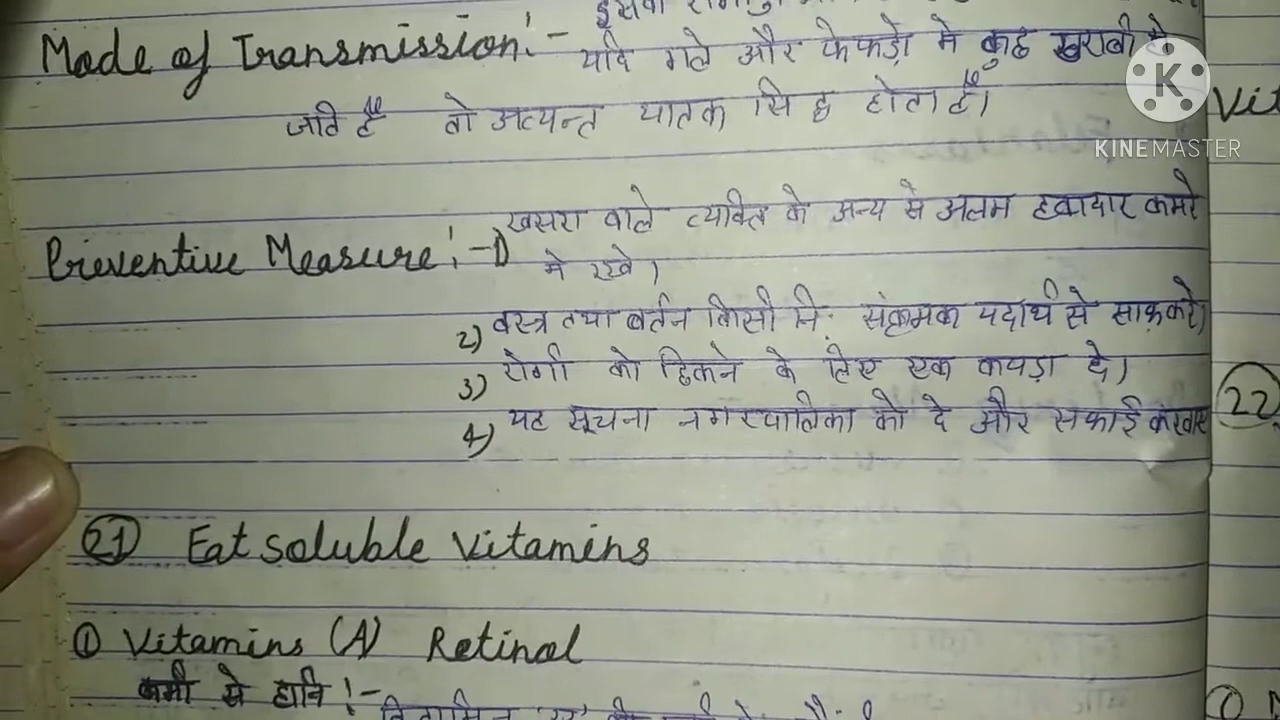 Mode of Transmission:- यदि गले और फेफड़ो मे कुछ खराबी हो
जाति है तो अत्यन्त घातक सिद्ध होता है।
K
KINEMASTER
Vit
Preventive Measure:- 1) खसरा वाले व्यक्ति के अन्य से अलग हवादार कमरे
मे रखे।
2) वस्त्र तथा बर्तन किसी संक्रमक पदार्थ से साफ़ करे।
3) रोगी को के लिए एक कपड़ा दे।
4) यह सूचना नगरपालिका को दे और सफाई करवाए
22
21 Fat soluble Vitamins
① Vitamins (A) Retinol
कमी से हानि !-